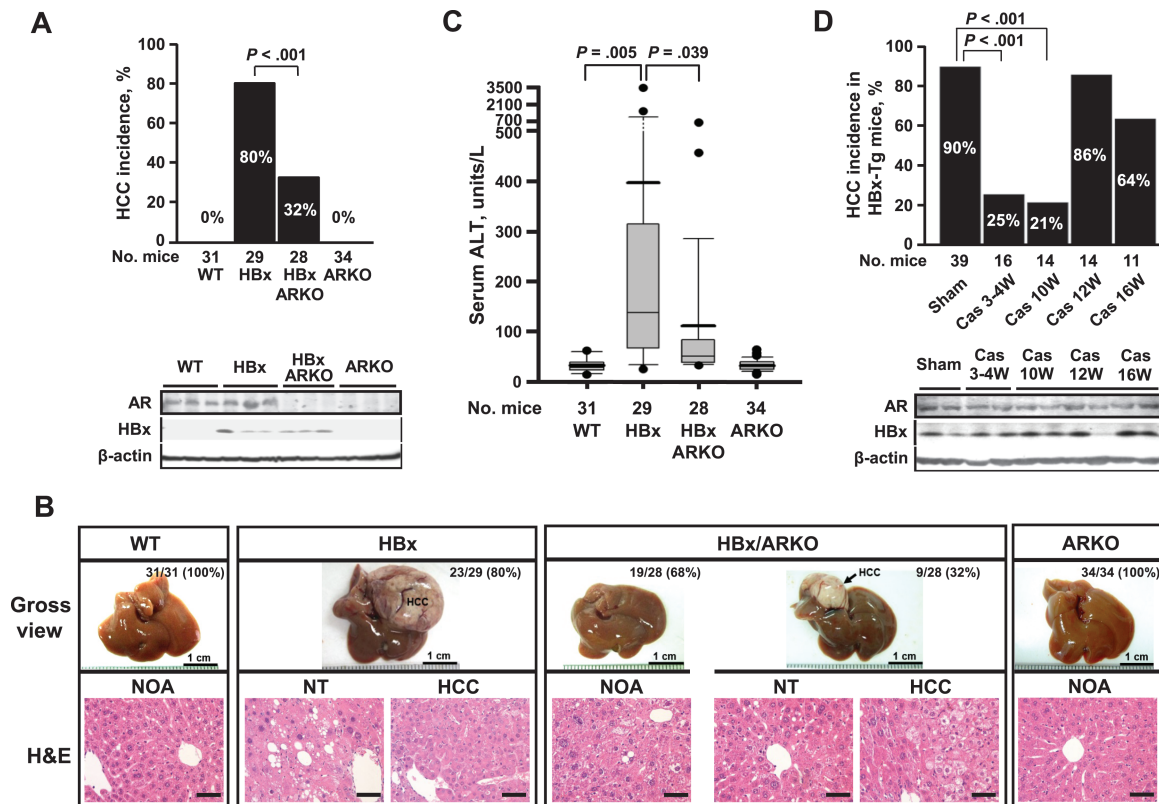 A
HCC incidence, %
100
80
60
40
20
0
P < .001
0%
80%
32%
0%
No. mice 31 29 28 34
WT HBx HBx ARKO
ARKO
WT HBx HBx ARKO
ARKO
AR
HBx
β-actin
C
Serum ALT, units/L
P = .005 P = .039
3500
2100
700
500
400
300
200
100
0
No. mice 31 29 28 34
WT HBx HBx ARKO
ARKO
D
HCC incidence in
HBx-Tg mice, %
P < .001
P < .001
100
80
60
40
20
0
90%
25%
21%
86%
64%
No. mice 39 16 14 14 11
Sham Cas 3-4W Cas 10W Cas 12W Cas 16W
Sham Cas Cas Cas Cas
3-4W 10W 12W 16W
AR
HBx
β-actin
B
WT HBx HBx/ARKO ARKO
Gross
view
31/31 (100%) 23/29 (80%) 19/28 (68%) 9/28 (32%) 34/34 (100%)
HCC
HCC
1 cm 1 cm 1 cm 1 cm 1 cm
NOA NT HCC NOA NT HCC NOA
H&E